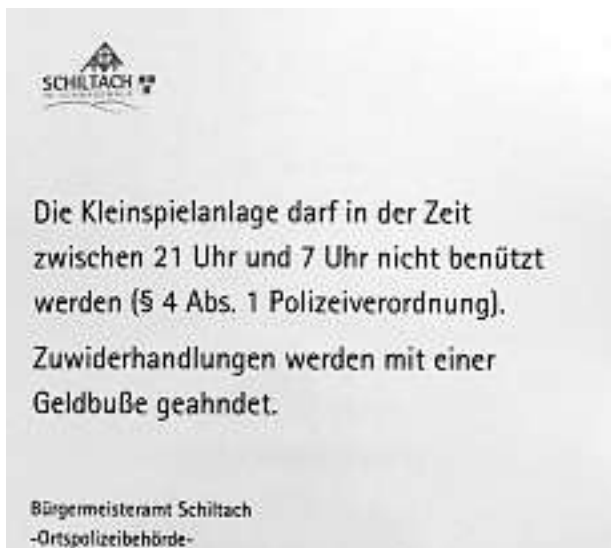 SCHILTACH
Die Kleinspielanlage darf in der Zeit
zwischen 21 Uhr und 7 Uhr nicht benützt
werden (§ 4 Abs. 1 Polizeiverordnung).
Zuwiderhandlungen werden mit einer
Geldbuße geahndet.
Bürgermeisteramt Schiltach
-Ortspolizeibehörde-